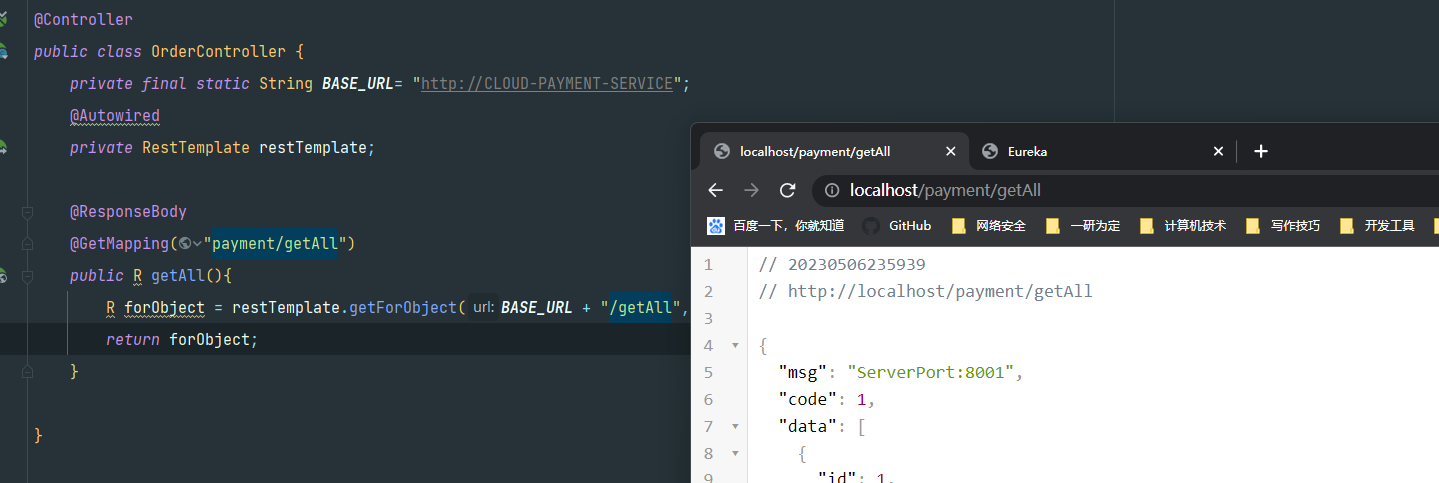 @Controller
public class OrderController {
private final static String BASE_URL= "http://CLOUD-PAYMENT-SERVICE";
@Autowired
private RestTemplate restTemplate;
@ResponseBody
@GetMapping("payment/getAll")
public R getAll(){
R forObject = restTemplate.getForObject( url: BASE_URL + "/getAll",
return forObject;
}
}
localhost/payment/getAll
Eureka
localhost/payment/getAll
百度一下，你就知道 GitHub 网络安全 一研为定 计算机技术 写作技巧 开发工具
1 // 20230506235939
2 // http://localhost/payment/getAll
3
4 {
5 "msg": "ServerPort:8001",
6 "code": 1,
7 "data": [
8 {
9 "id": 1,